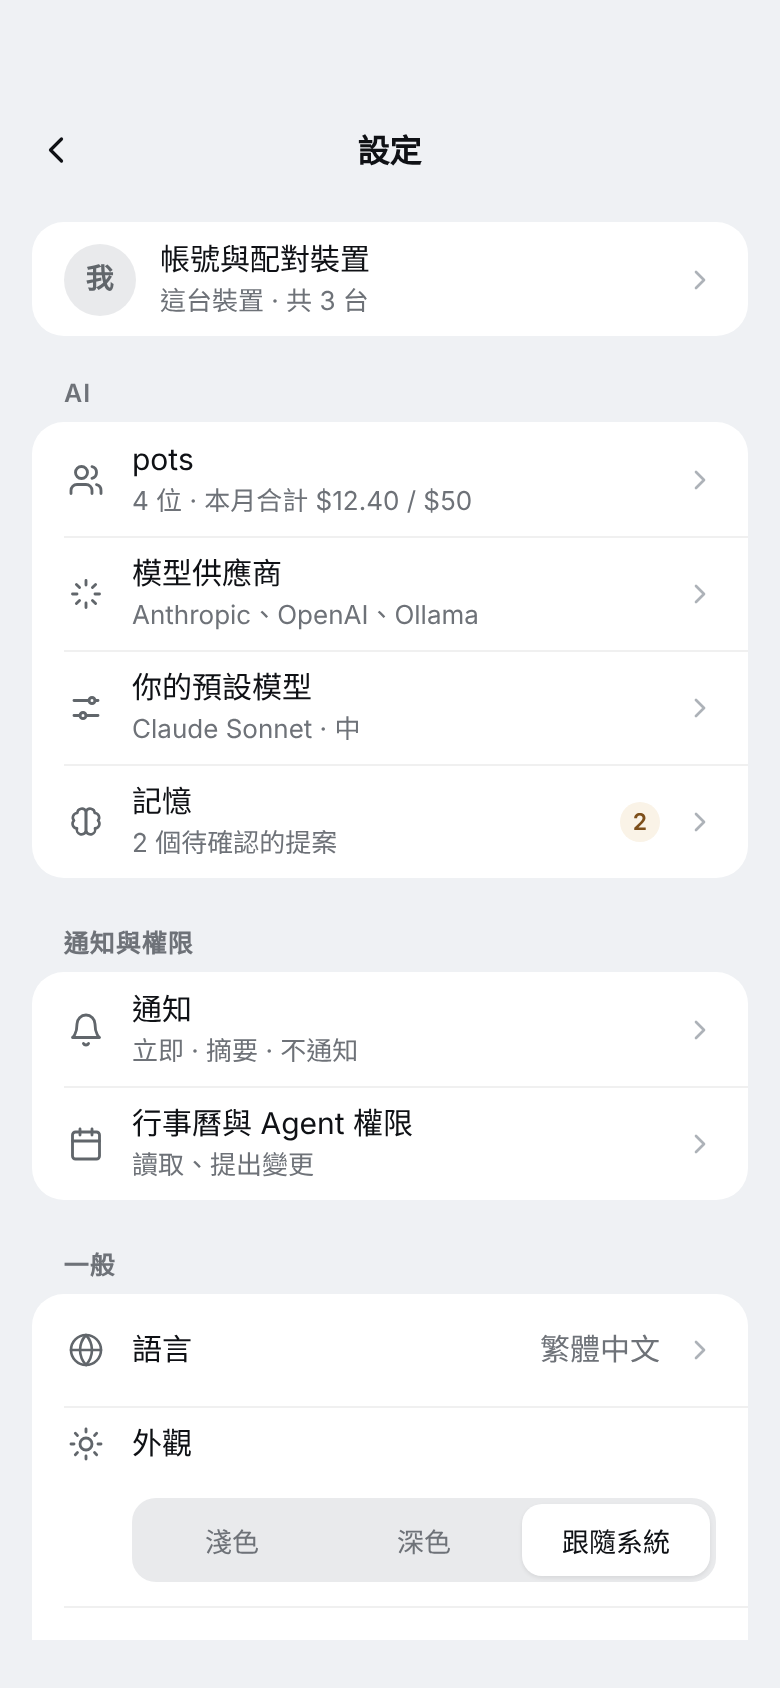 設定
我
帳號與配對裝置
這台裝置 · 共 3 台
AI
pots
4 位 · 本月合計 $12.40 / $50
模型供應商
Anthropic、OpenAI、Ollama
你的預設模型
Claude Sonnet · 中
記憶
2 個待確認的提案
2
通知與權限
通知
立即 · 摘要 · 不通知
行事曆與 Agent 權限
讀取、提出變更
一般
語言
繁體中文
外觀
淺色
深色
跟隨系統